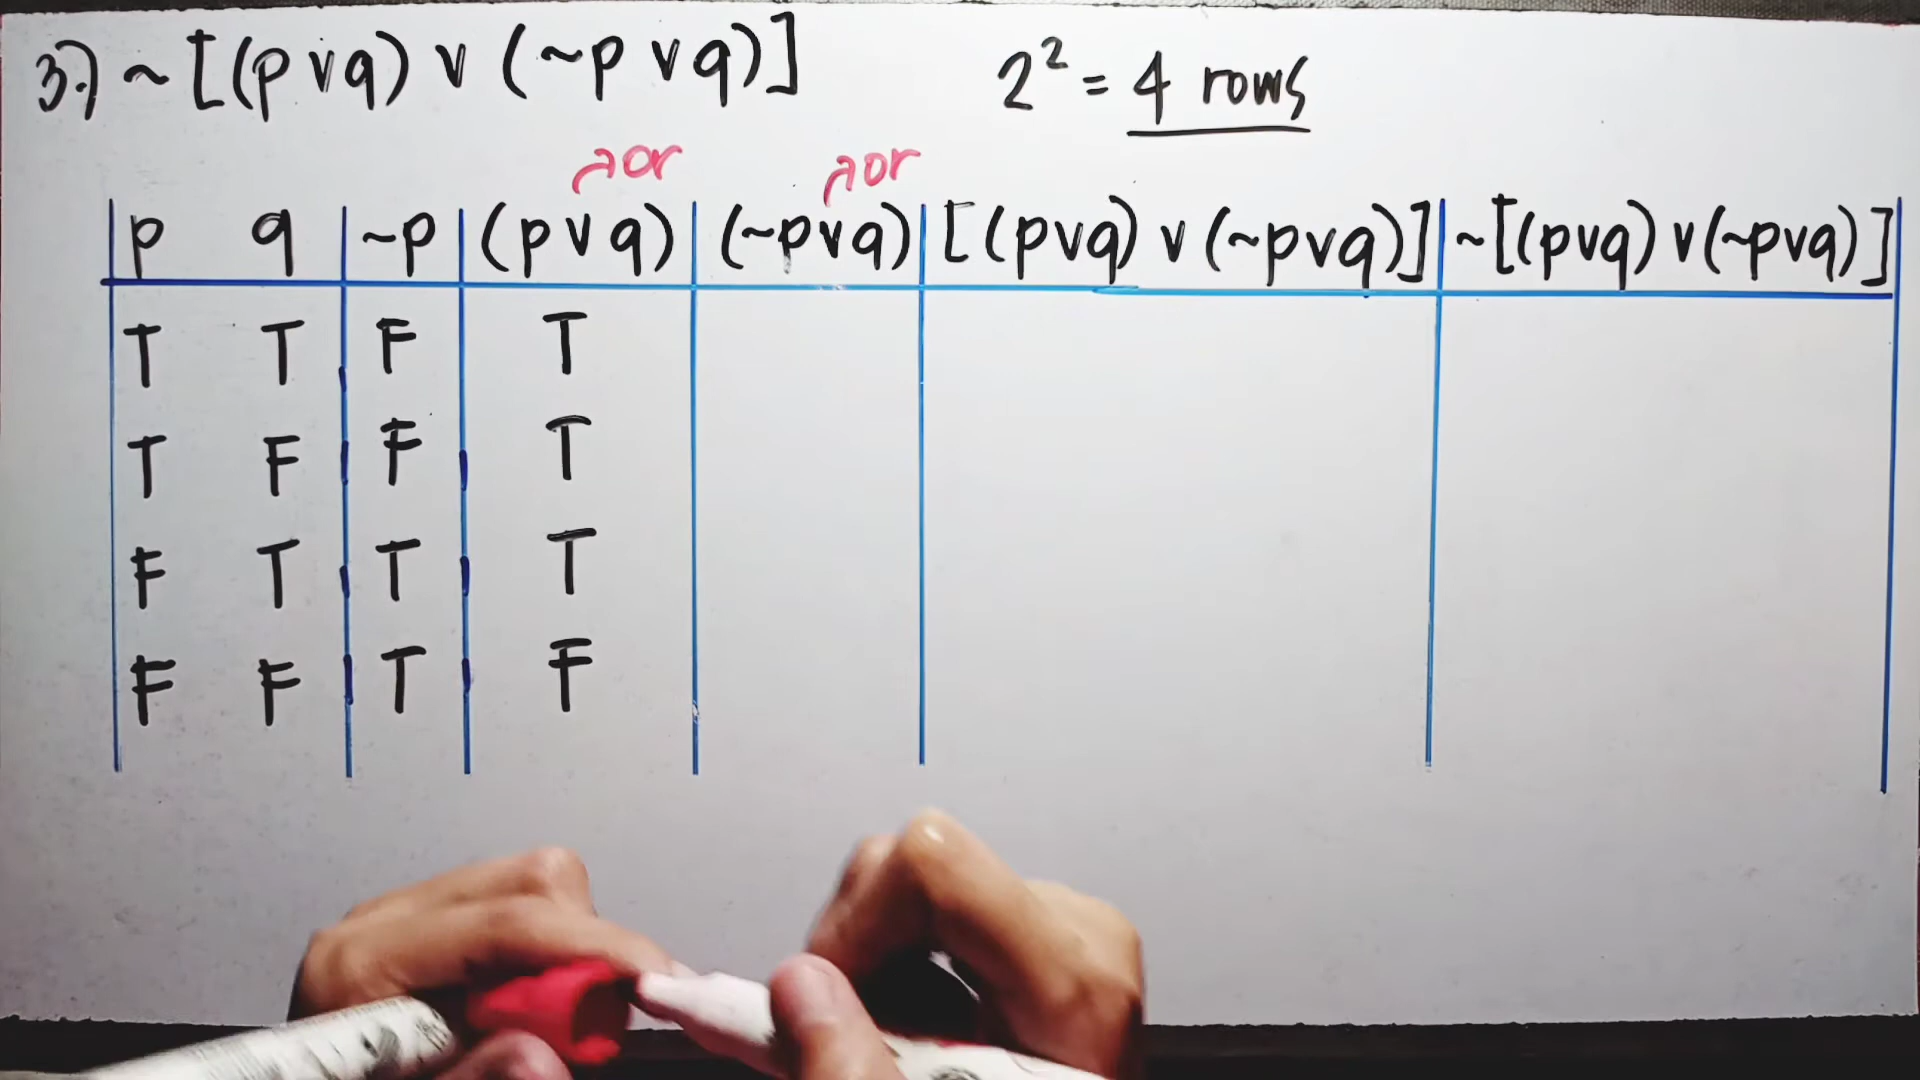 3.) ~[(p ∨ q) ∨ (~p ∨ q)] 2² = 4 rows
or or
p q ~p (p ∨ q) (~p ∨ q) [(p ∨ q) ∨ (~p ∨ q)] ~[(p ∨ q) ∨ (~p ∨ q)]
T T F T
T F F T
F T T T
F F T F